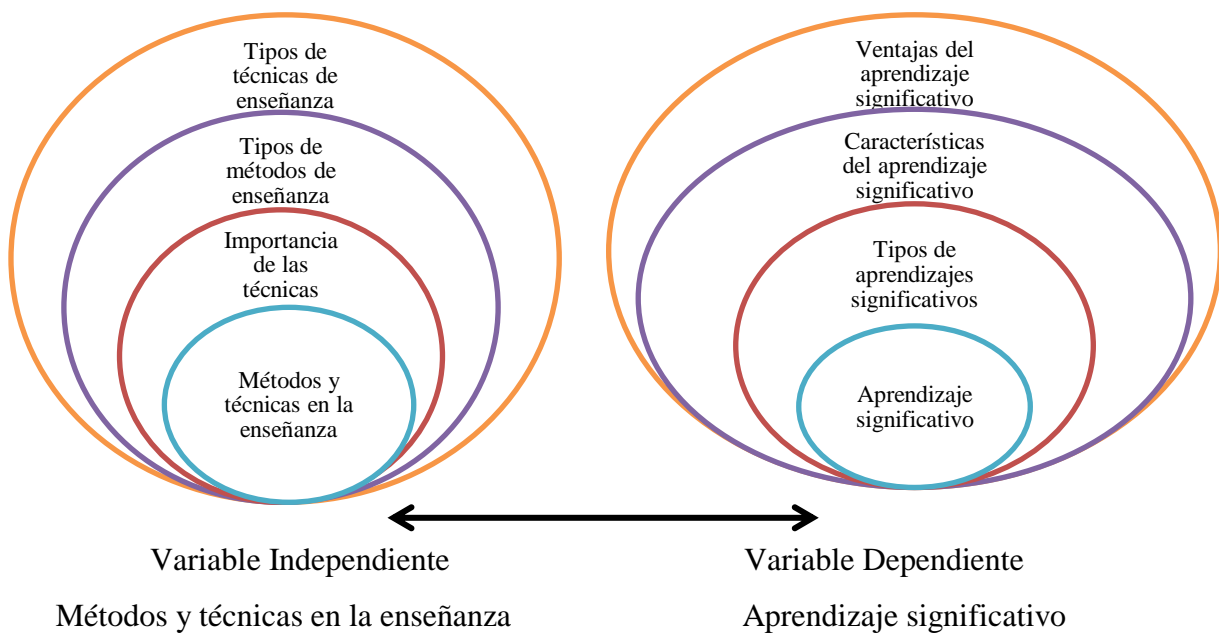 Tipos de
técnicas de
enseñanza
Tipos de
métodos de
enseñanza
Importancia
de las
técnicas
Métodos y
técnicas en la
enseñanza
Ventajas del
aprendizaje
significativo
Características
del aprendizaje
significativo
Tipos de
aprendizajes
significativos
Aprendizaje
significativo
Variable Independiente
Métodos y técnicas en la enseñanza
Variable Dependiente
Aprendizaje significativo